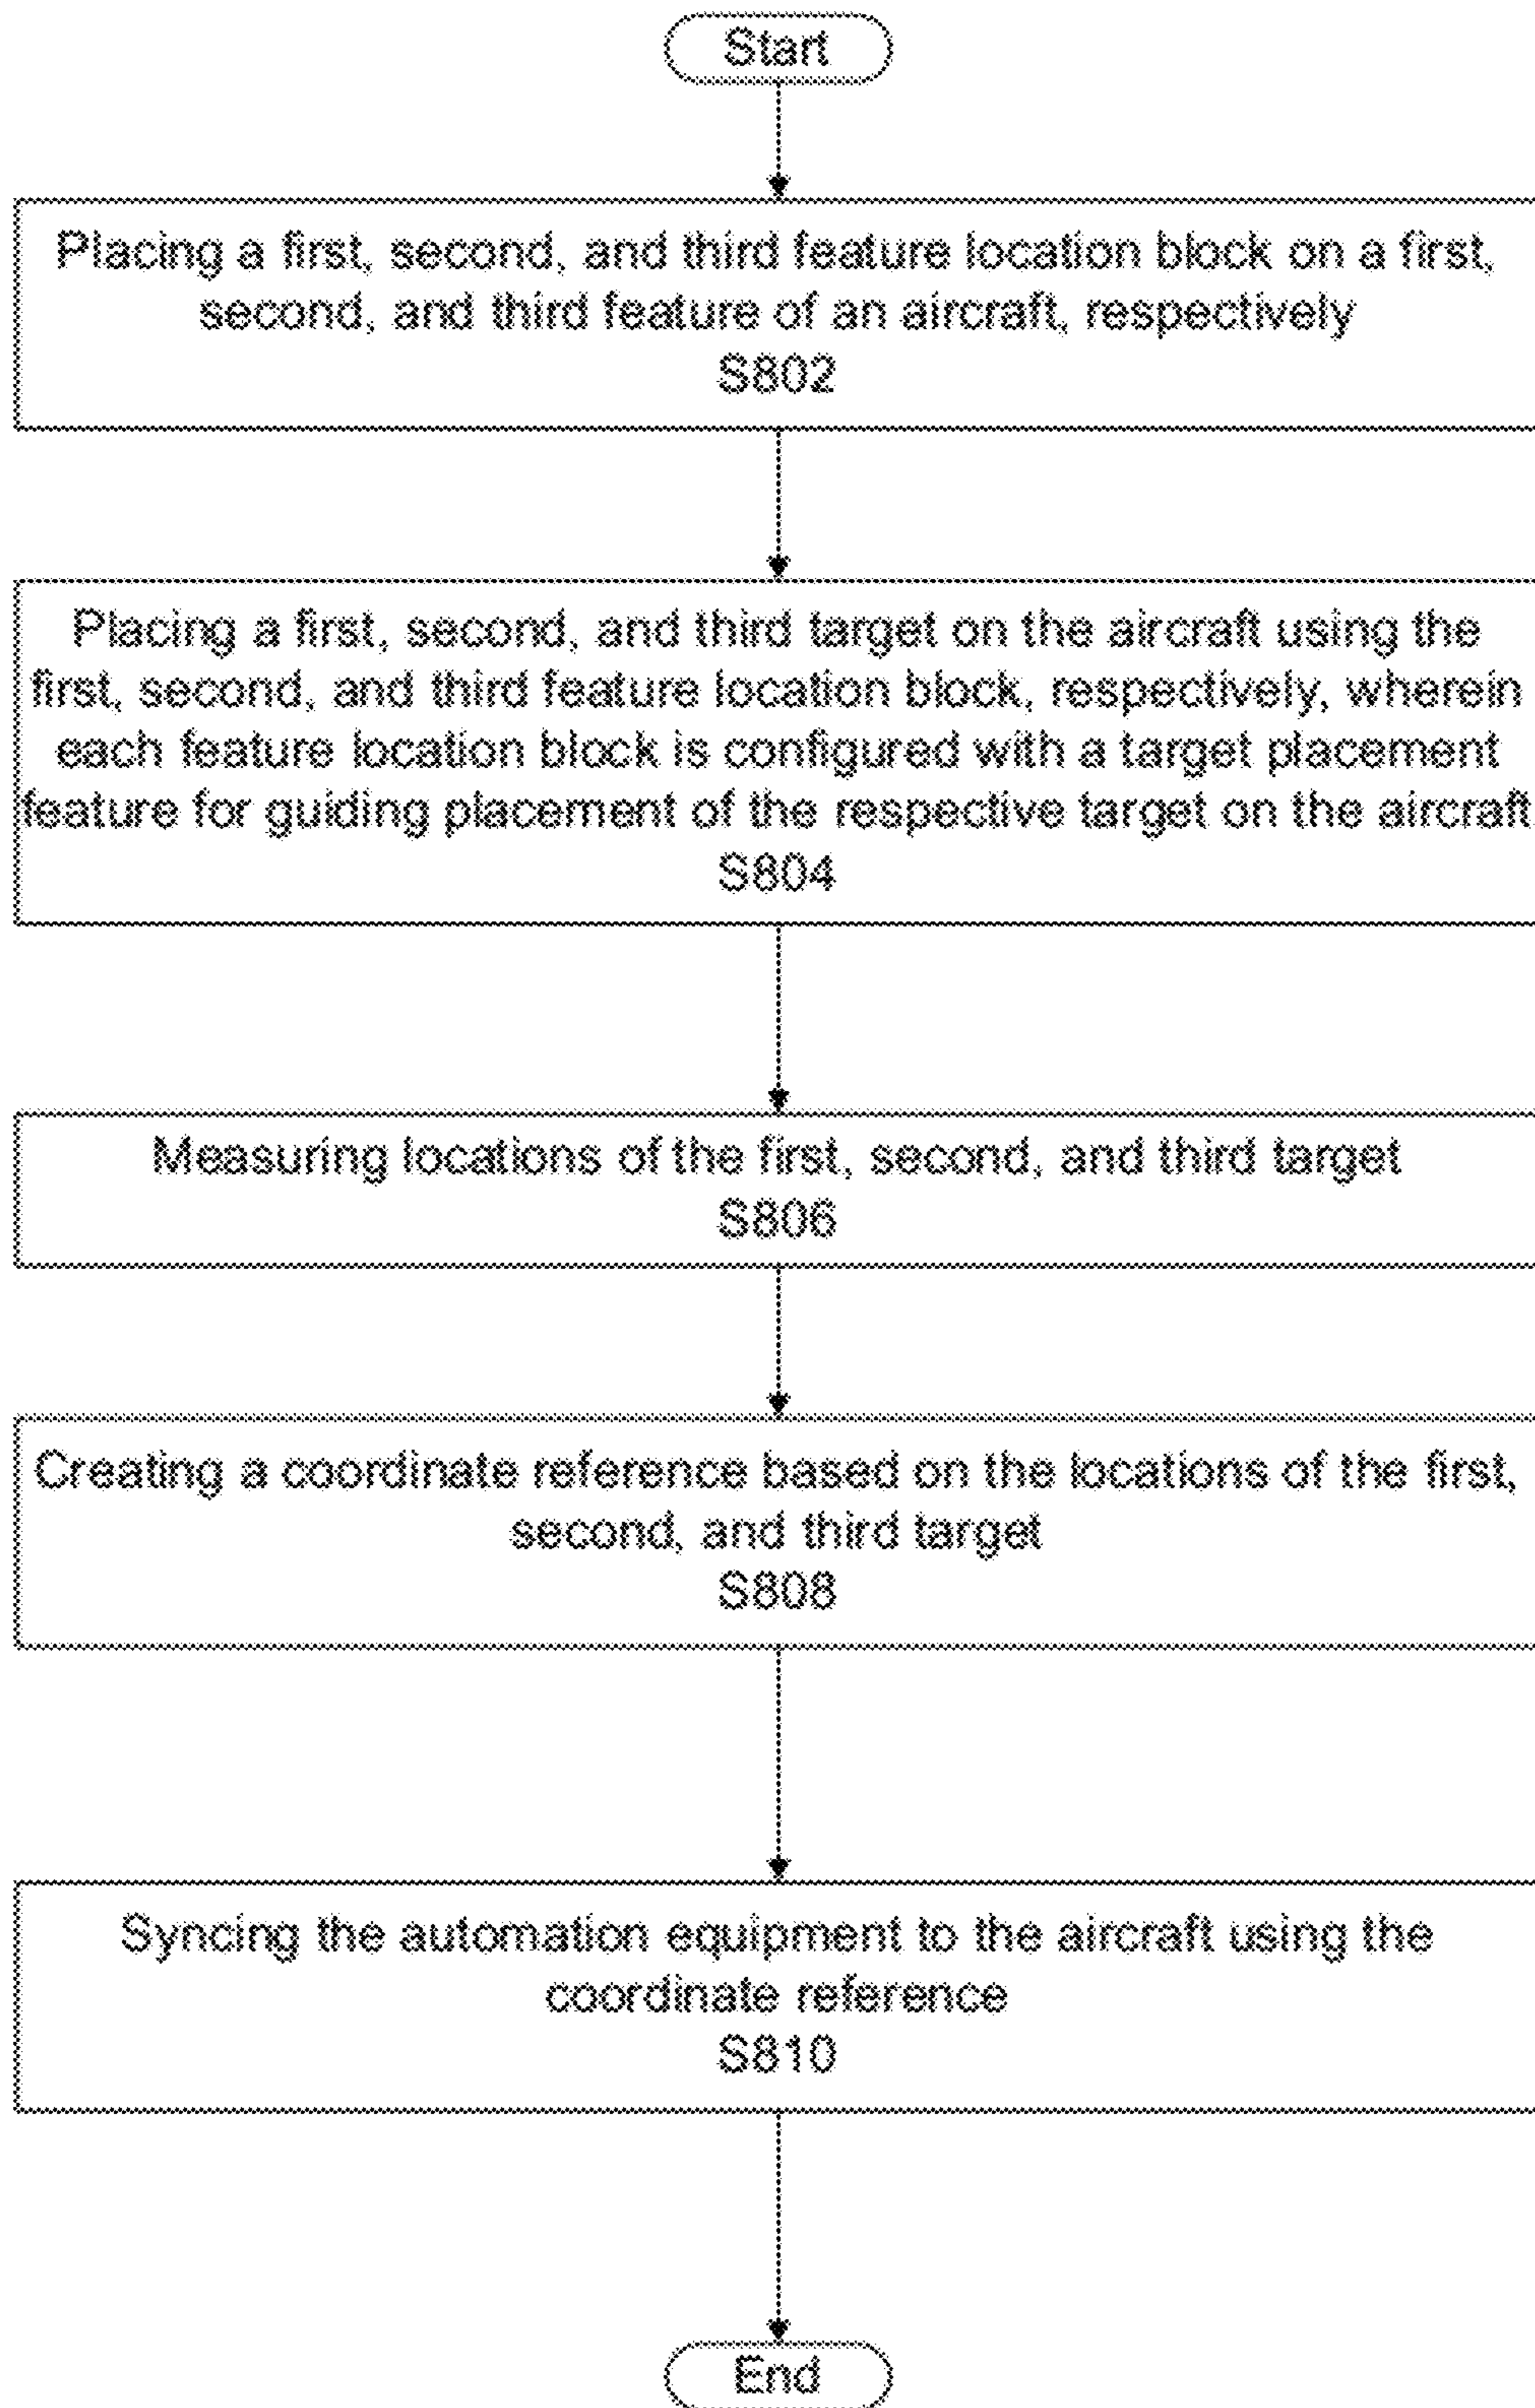 Start
Placing a first, second, and third feature location block on a first,
second, and third feature of an aircraft, respectively
S802
Placing a first, second, and third target on the aircraft using the
first, second, and third feature location block, respectively, wherein
each feature location block is configured with a target placement
feature for guiding placement of the respective target on the aircraft
S804
Measuring locations of the first, second, and third target
S806
Creating a coordinate reference based on the locations of the first,
second, and third target
S808
Syncing the automation equipment to the aircraft using the
coordinate reference
S810
End